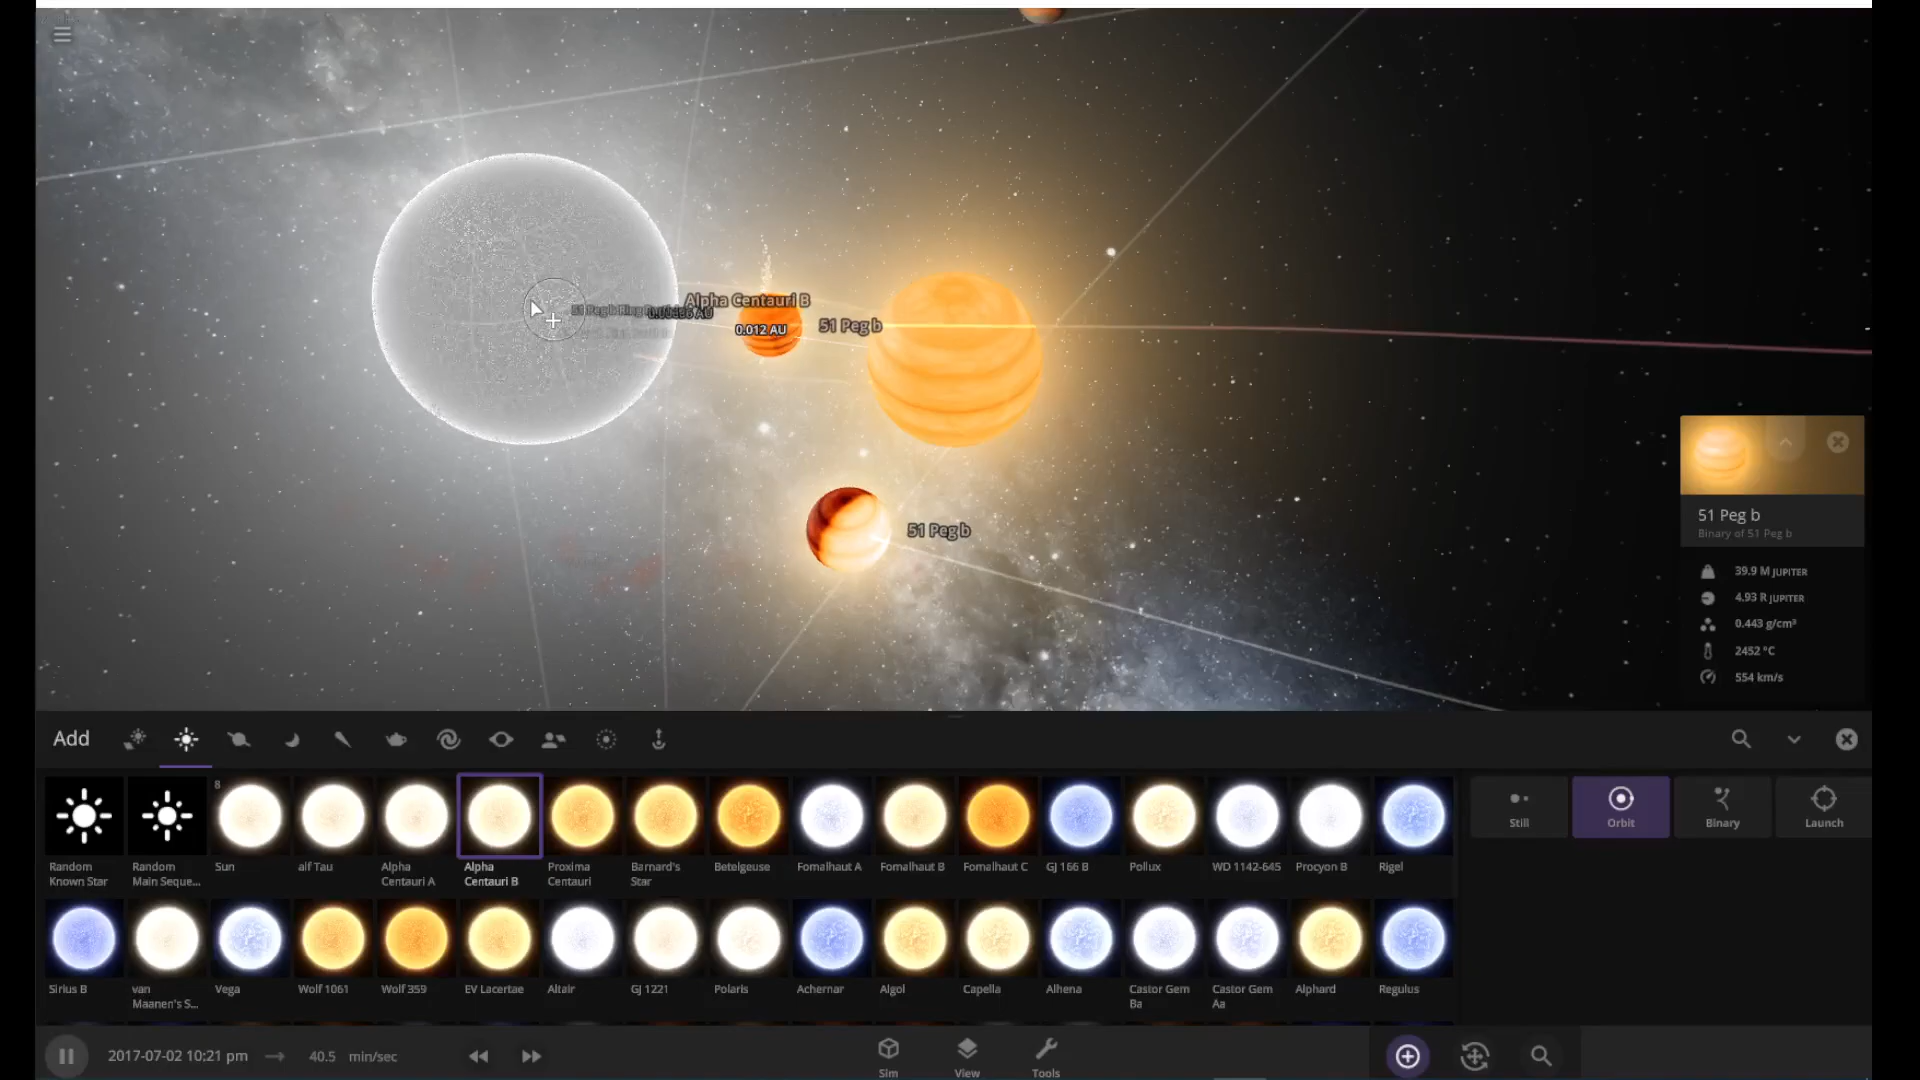 Alpha Centauri B
0.012 AU
51 Peg b
51 Peg b
51 Peg b
Binary of 51 Peg b
39.9 M JUPITER
4.93 R JUPITER
0.443 g/cm³
2452 °C
554 km/s
Add
8
Random Known Star
Random Main Seque...
Sun
alf Tau
Alpha Centauri A
Alpha Centauri B
Proxima Centauri
Barnard's Star
Betelgeuse
Fomalhaut A
Fomalhaut B
Fomalhaut C
GJ 166 B
Pollux
WD 1142-645
Procyon B
Rigel
Still
Orbit
Binary
Launch
Sirius B
van Maanen's S...
Vega
Wolf 1061
Wolf 359
EV Lacertae
Altair
GJ 1221
Polaris
Achernar
Algol
Capella
Alhena
Castor Gem Ba
Castor Gem Aa
Alphard
Regulus
2017-07-02 10:21 pm
40.5 min/sec
Sim
View
Tools